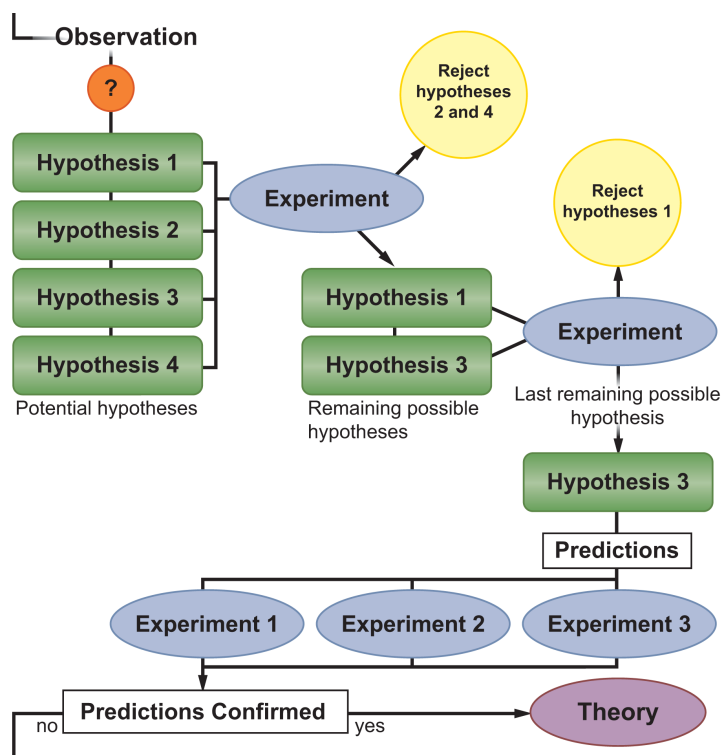 Observation
?
Hypothesis 1
Hypothesis 2
Hypothesis 3
Hypothesis 4
Potential hypotheses
Experiment
Reject
hypotheses
2 and 4
Hypothesis 1
Hypothesis 3
Remaining possible
hypotheses
Experiment
Reject
hypotheses 1
Last remaining possible
hypothesis
Hypothesis 3
Predictions
Experiment 1
Experiment 2
Experiment 3
no
Predictions Confirmed
yes
Theory